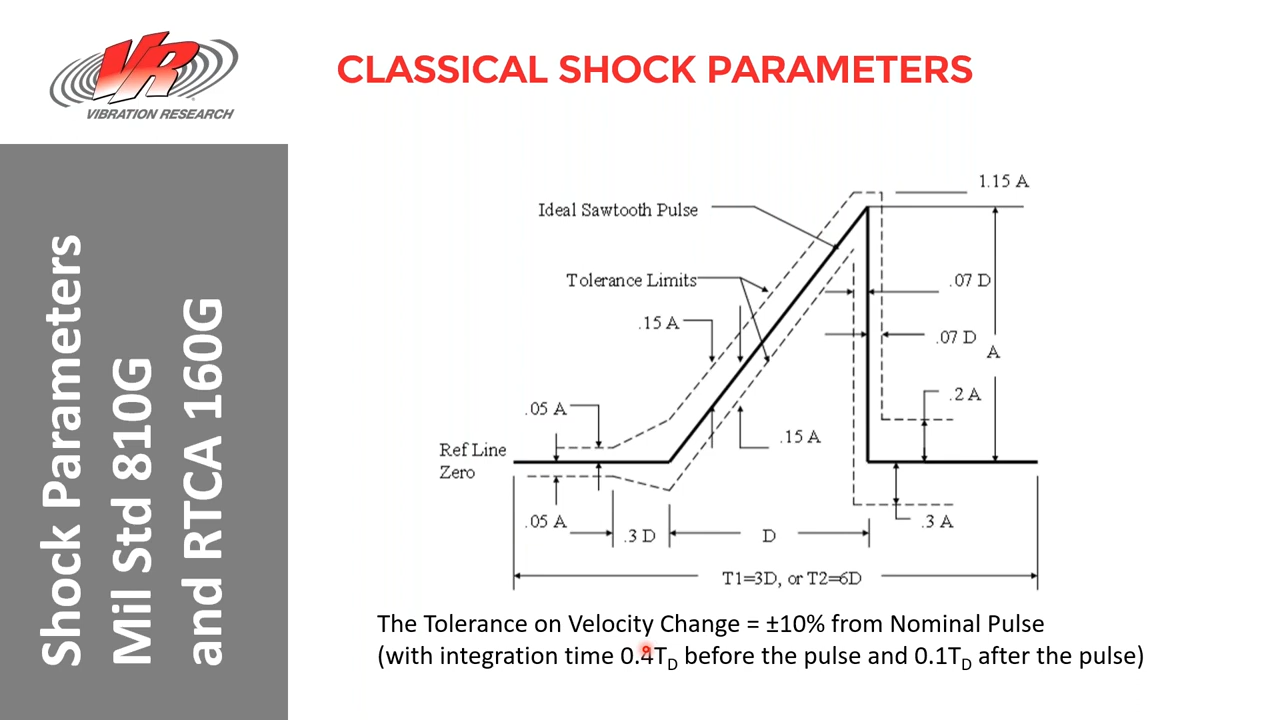 VR
VIBRATION RESEARCH
CLASSICAL SHOCK PARAMETERS
Shock Parameters
Mil Std 810G
and RTCA 160G
1.15 A
Ideal Sawtooth Pulse
Tolerance Limits
.07 D
.15 A
.07 D
A
.2 A
.05 A
.15 A
Ref Line
Zero
.05 A
.3 D
D
.3 A
T1=3D, or T2=6D
The Tolerance on Velocity Change = ±10% from Nominal Pulse
(with integration time 0.4TD before the pulse and 0.1TD after the pulse)